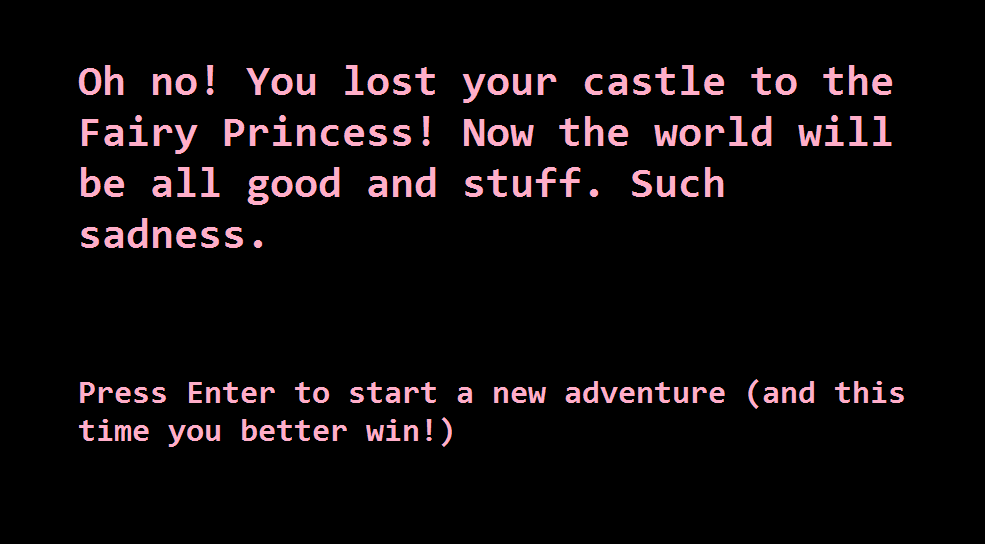 Oh no! You lost your castle to the
Fairy Princess! Now the world will
be all good and stuff. Such
sadness.
Press Enter to start a new adventure (and this
time you better win!)